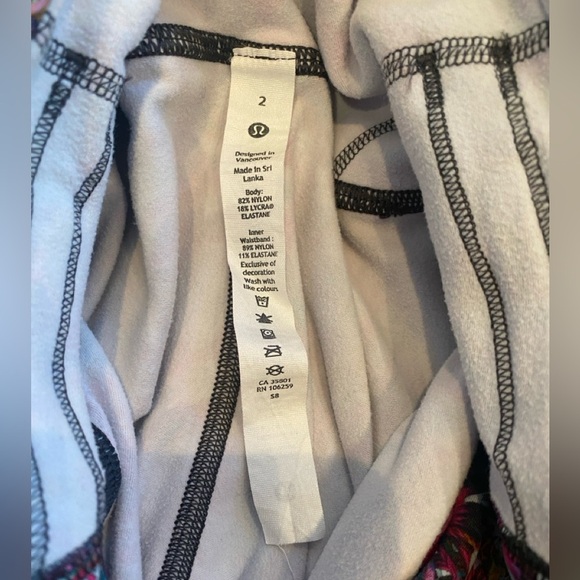 2
Designed in
Vancouver
Made in Sri
Lanka
Body:
82% NYLON
18% LYCRA®
ELASTANE
Inner
Waistband :
89% NYLON
11% ELASTANE
Exclusive of
decoration
Wash with
like colours
CA 35801
RN 106259
S8